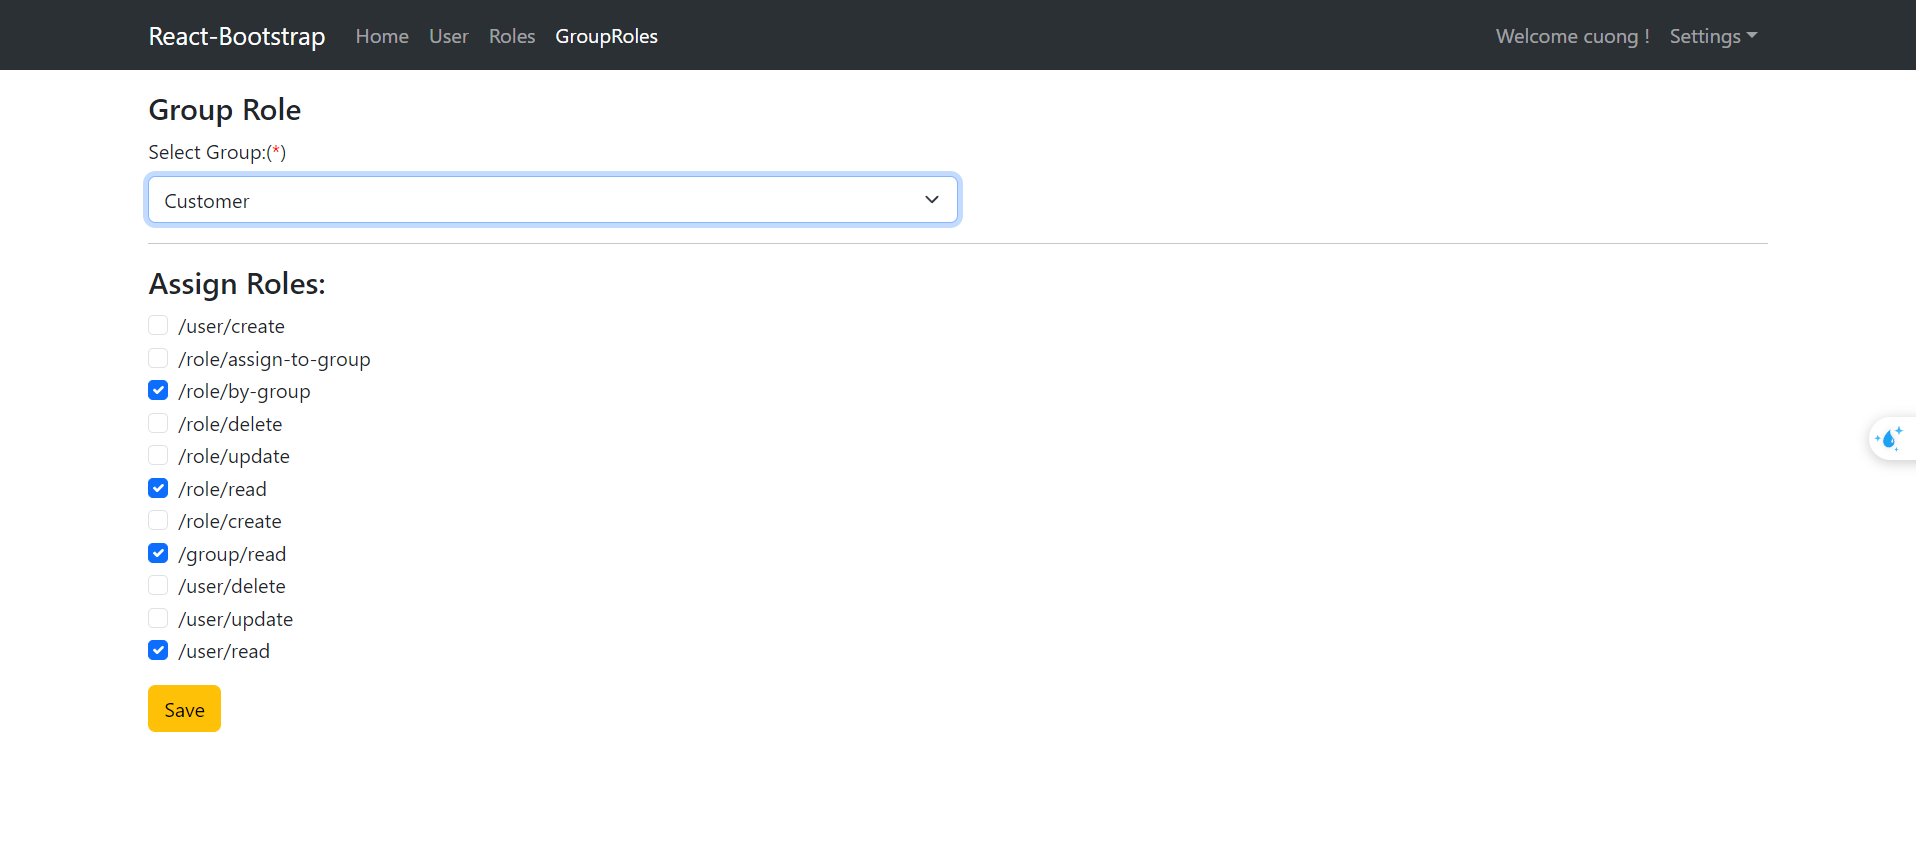 React-Bootstrap Home User Roles GroupRoles Welcome cuong ! Settings
Group Role
Select Group:(*)
Customer
Assign Roles:
/user/create
/role/assign-to-group
/role/by-group
/role/delete
/role/update
/role/read
/role/create
/group/read
/user/delete
/user/update
/user/read
Save